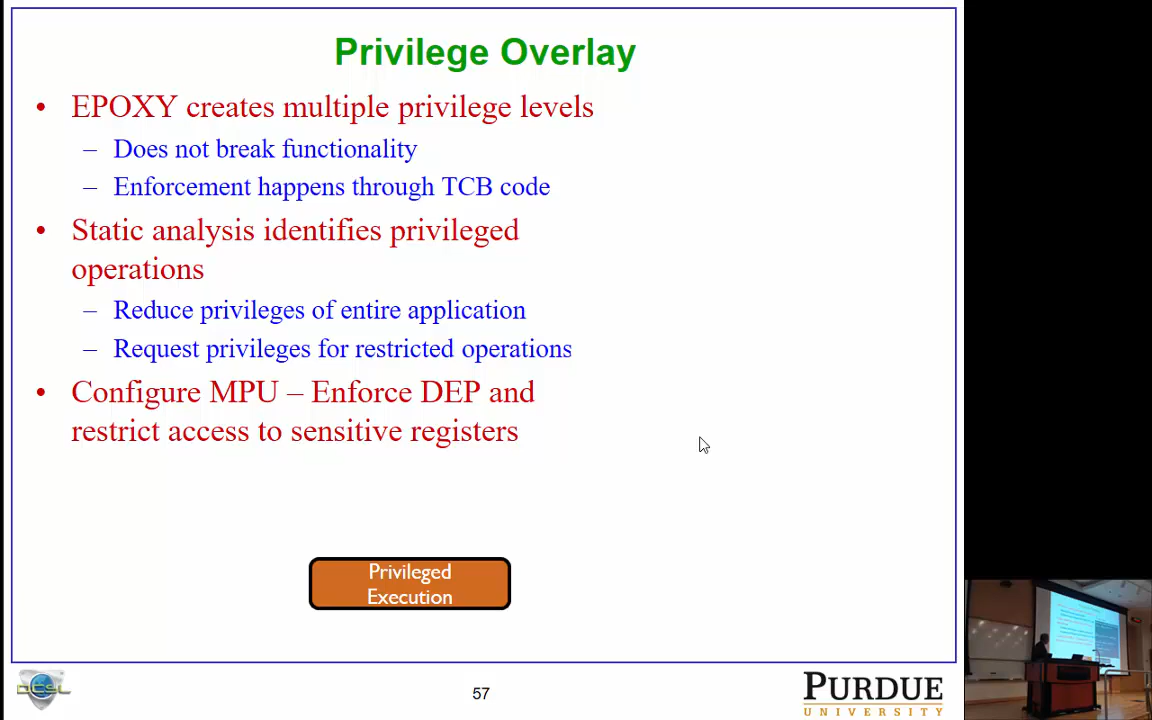 Privilege Overlay
• EPOXY creates multiple privilege levels
– Does not break functionality
– Enforcement happens through TCB code
• Static analysis identifies privileged
operations
– Reduce privileges of entire application
– Request privileges for restricted operations
• Configure MPU – Enforce DEP and
restrict access to sensitive registers
Privileged
Execution
DCSL
57
PURDUE
UNIVERSITY